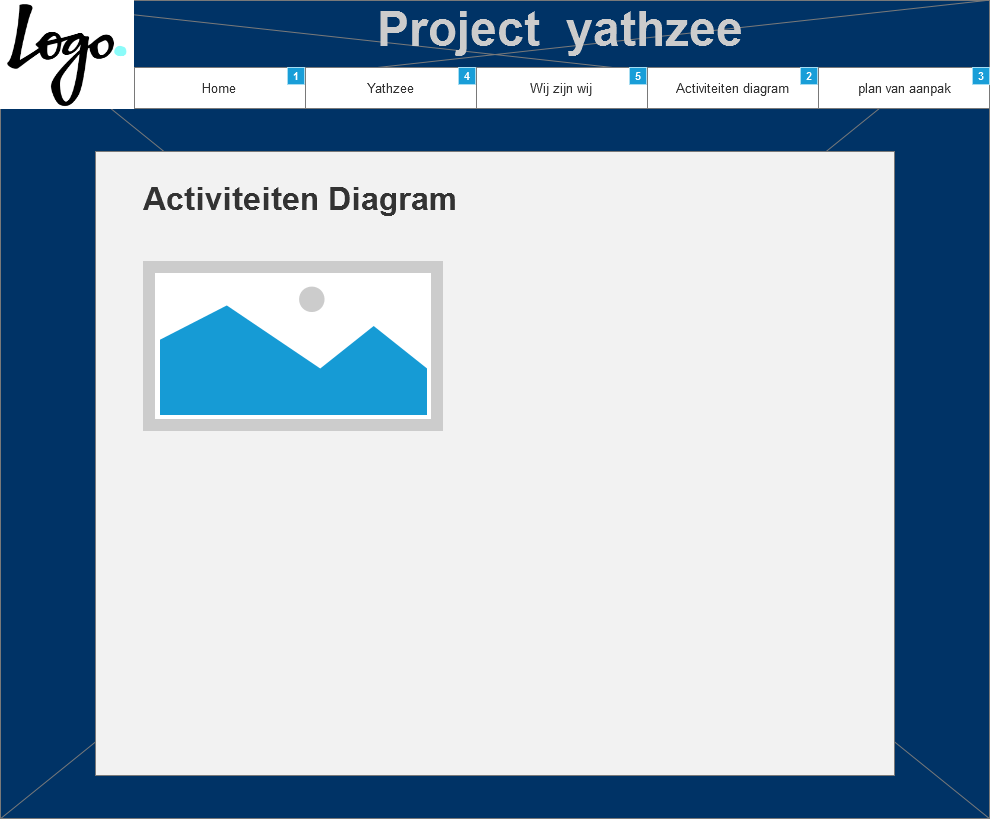 Logo.
Project yathzee
Home 1
Yathzee 4
Wij zijn wij 5
Activiteiten diagram 2
plan van aanpak 3
Activiteiten Diagram